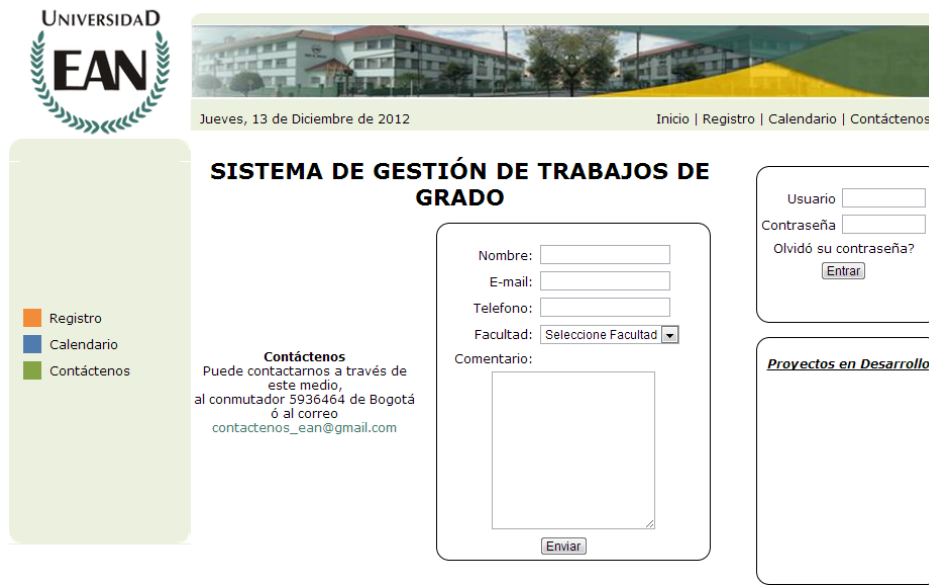 UNIVERSIDAD
EAN
Jueves, 13 de Diciembre de 2012
Inicio | Registro | Calendario | Contáctenos
Registro
Calendario
Contáctenos
SISTEMA DE GESTIÓN DE TRABAJOS DE
GRADO
Contáctenos
Puede contactarnos a través de
este medio,
al conmutador 5936464 de Bogotá
ó al correo
contactenos_ean@gmail.com
Nombre:
E-mail:
Telefono:
Facultad: Seleccione Facultad
Comentario:
Enviar
Usuario
Contraseña
Olvidó su contraseña?
Entrar
Proyectos en Desarrollo